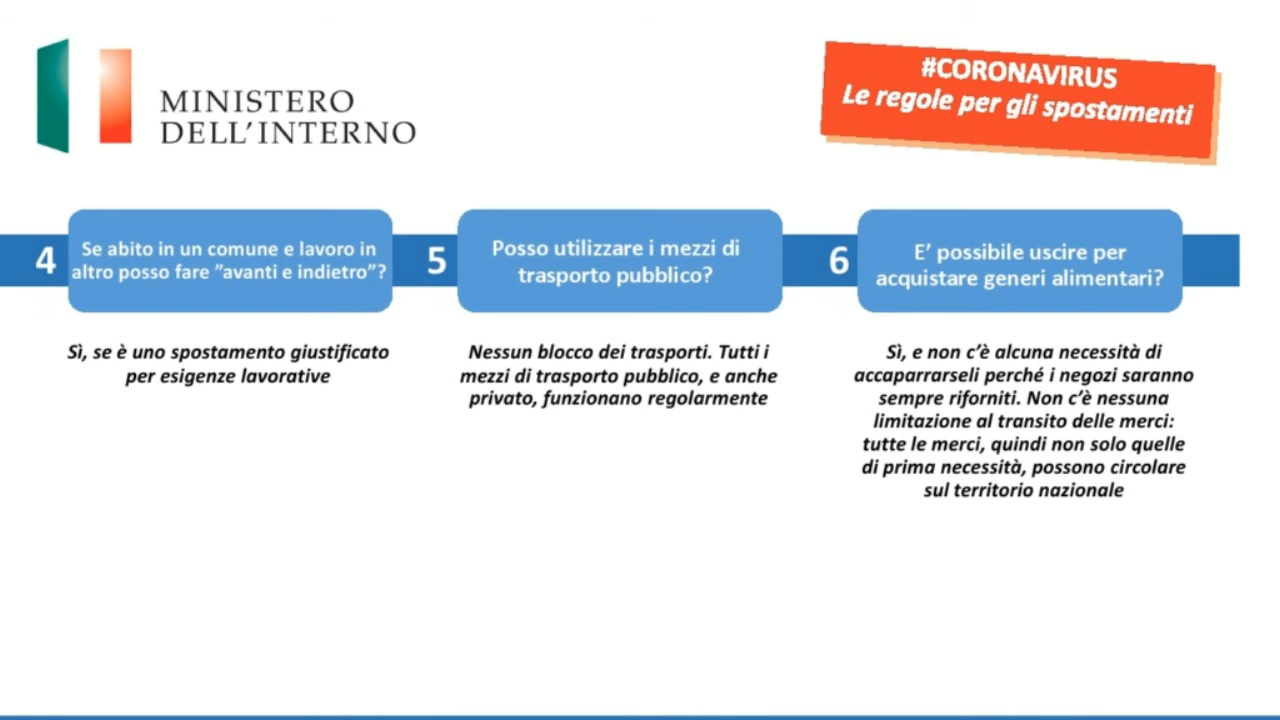 MINISTERO
DELL'INTERNO
#CORONAVIRUS
Le regole per gli spostamenti
4
Se abito in un comune e lavoro in
altro posso fare ”avanti e indietro”?
Sì, se è uno spostamento giustificato
per esigenze lavorative
5
Posso utilizzare i mezzi di
trasporto pubblico?
Nessun blocco dei trasporti. Tutti i
mezzi di trasporto pubblico, e anche
privato, funzionano regolarmente
6
E’ possibile uscire per
acquistare generi alimentari?
Sì, e non c’è alcuna necessità di
accaparrarseli perché i negozi saranno
sempre riforniti. Non c’è nessuna
limitazione al transito delle merci:
tutte le merci, quindi non solo quelle
di prima necessità, possono circolare
sul territorio nazionale